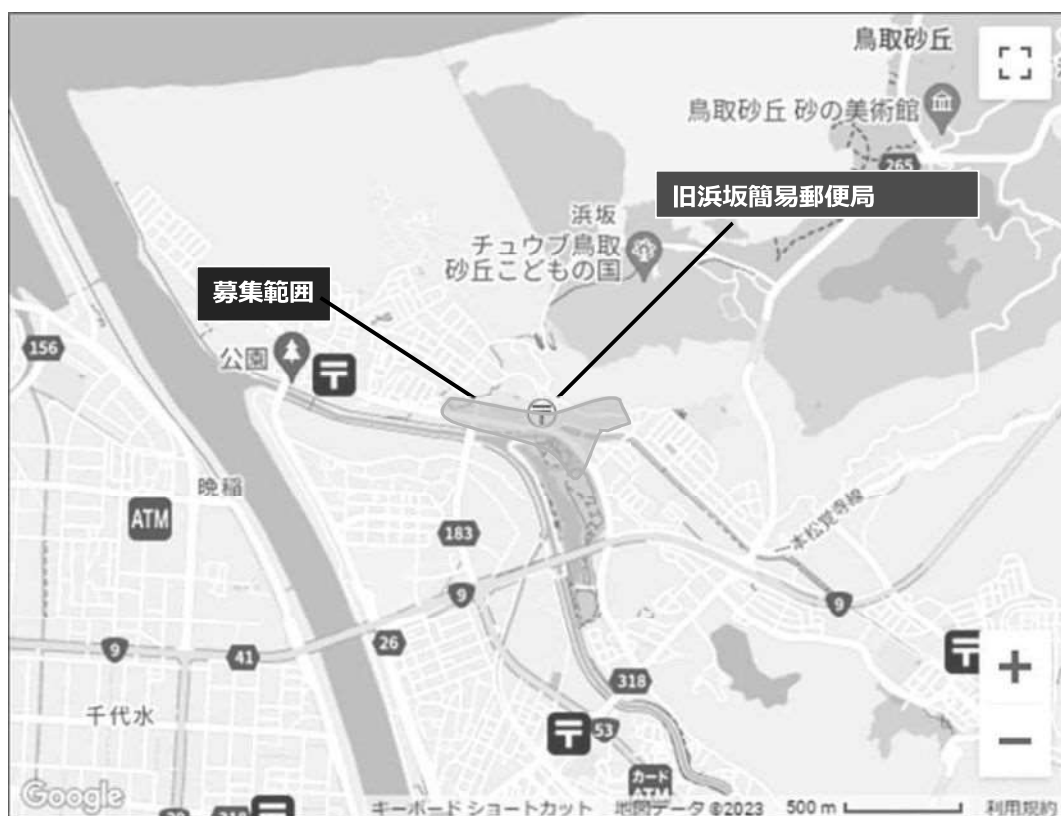 鳥取砂丘
鳥取砂丘 砂の美術館
265
旧浜坂簡易郵便局
浜坂
チュウブ鳥取
砂丘こどもの国
募集範囲
156
公園
晩稲
ATM
183
一本松覚寺線
9
9
9
41
26
318
千代水
53
カード
ATM
Google
キーボード ショートカット
地図データ ©2023
500 m
利用規約